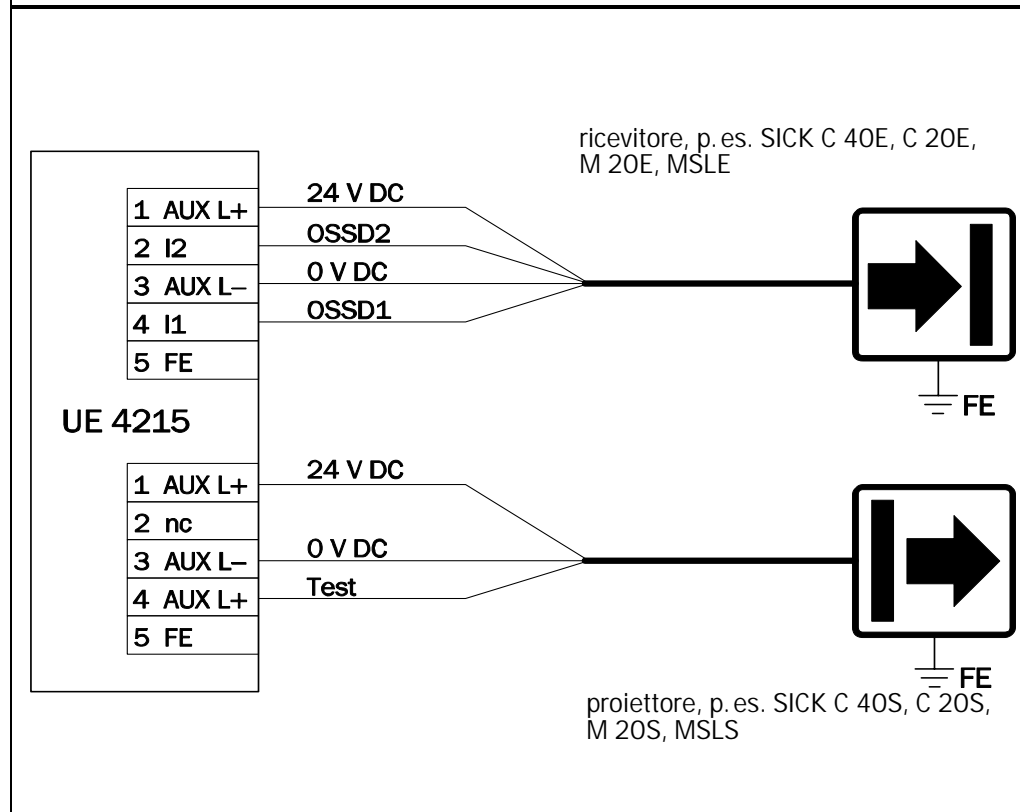 ricevitore, p. es. SICK C 40E, C 20E,
M 20E, MSLE
24 V DC
1 AUX L+
OSSD2
2 I2
0 V DC
3 AUX L–
OSSD1
4 I1
5 FE
FE
UE 4215
24 V DC
1 AUX L+
2 nc
0 V DC
3 AUX L–
Test
4 AUX L+
5 FE
FE
proiettore, p. es. SICK C 40S, C 20S,
M 20S, MSLS